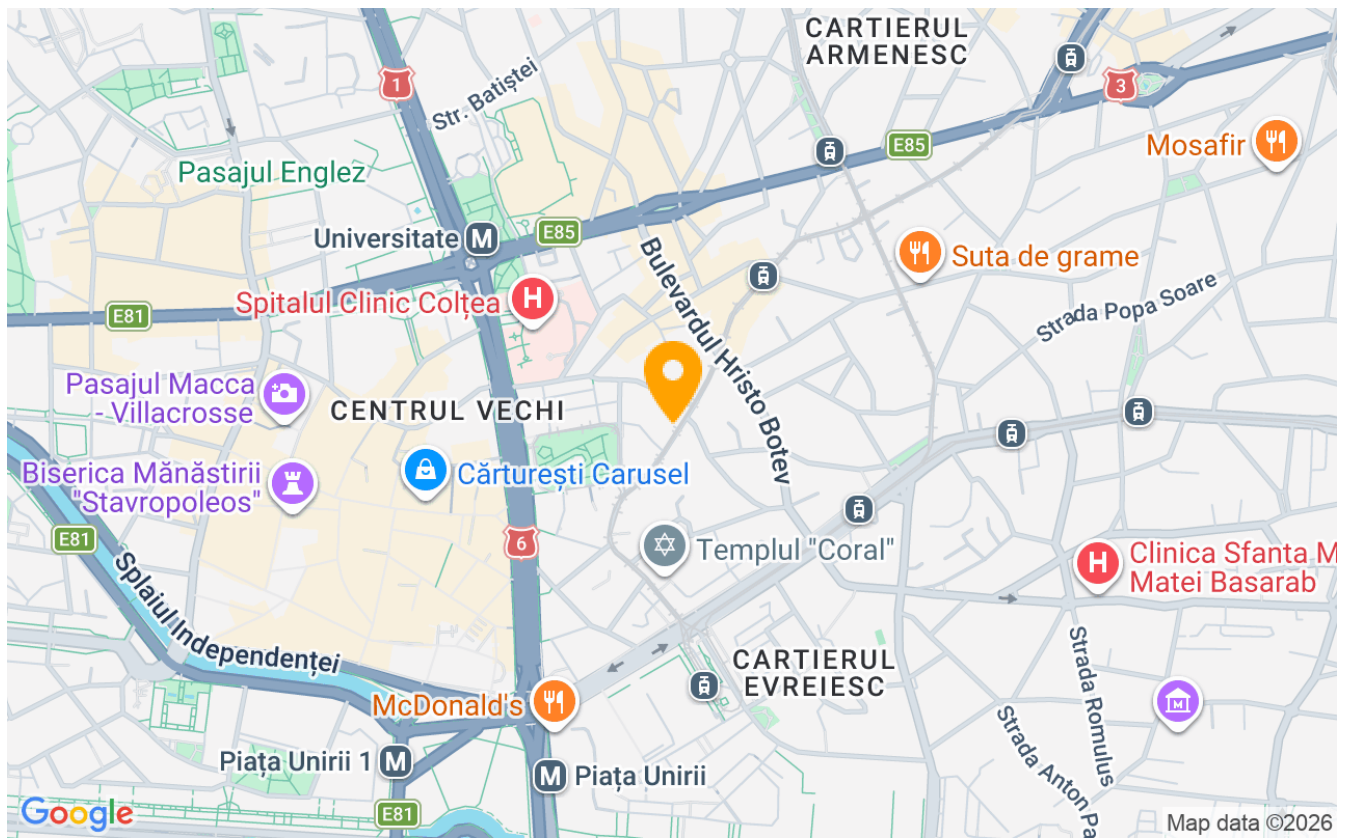 CARTIERUL
ARMENESC
1
3
Str. Batiștei
E85
Mosafir
Pasajul Englez
Universitate M
E85
Suta de grame
Bulevardul Hristo Botev
Spitalul Clinic Colțea H
Strada Popa Soare
E81
Pasajul Macca
- Villacrosse
CENTRUL VECHI
Biserica Mănăstirii
"Stavropoleos"
Cărturești Carusel
E81
6
Templul "Coral"
H Clinica Sfanta M
Matei Basarab
Splaiul Independenței
CARTIERUL
EVREIESC
Strada Romulus
McDonald's
Strada Anton Pa
Piața Unirii 1 M
M Piața Unirii
E81
Google
Map data ©2026